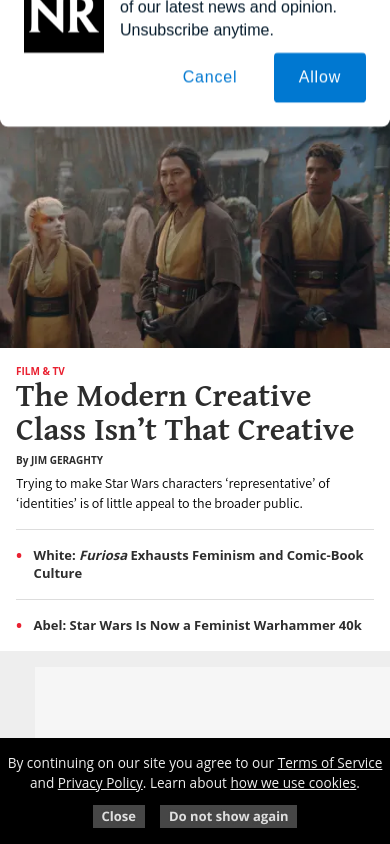 NR
of our latest news and opinion.
Unsubscribe anytime.
Cancel
Allow
FILM & TV
The Modern Creative
Class Isn’t That Creative
By JIM GERAGHTY
Trying to make Star Wars characters ‘representative’ of
‘identities’ is of little appeal to the broader public.
• White: Furiosa Exhausts Feminism and Comic-Book
Culture
• Abel: Star Wars Is Now a Feminist Warhammer 40k
By continuing on our site you agree to our Terms of Service
and Privacy Policy. Learn about how we use cookies.
Close
Do not show again